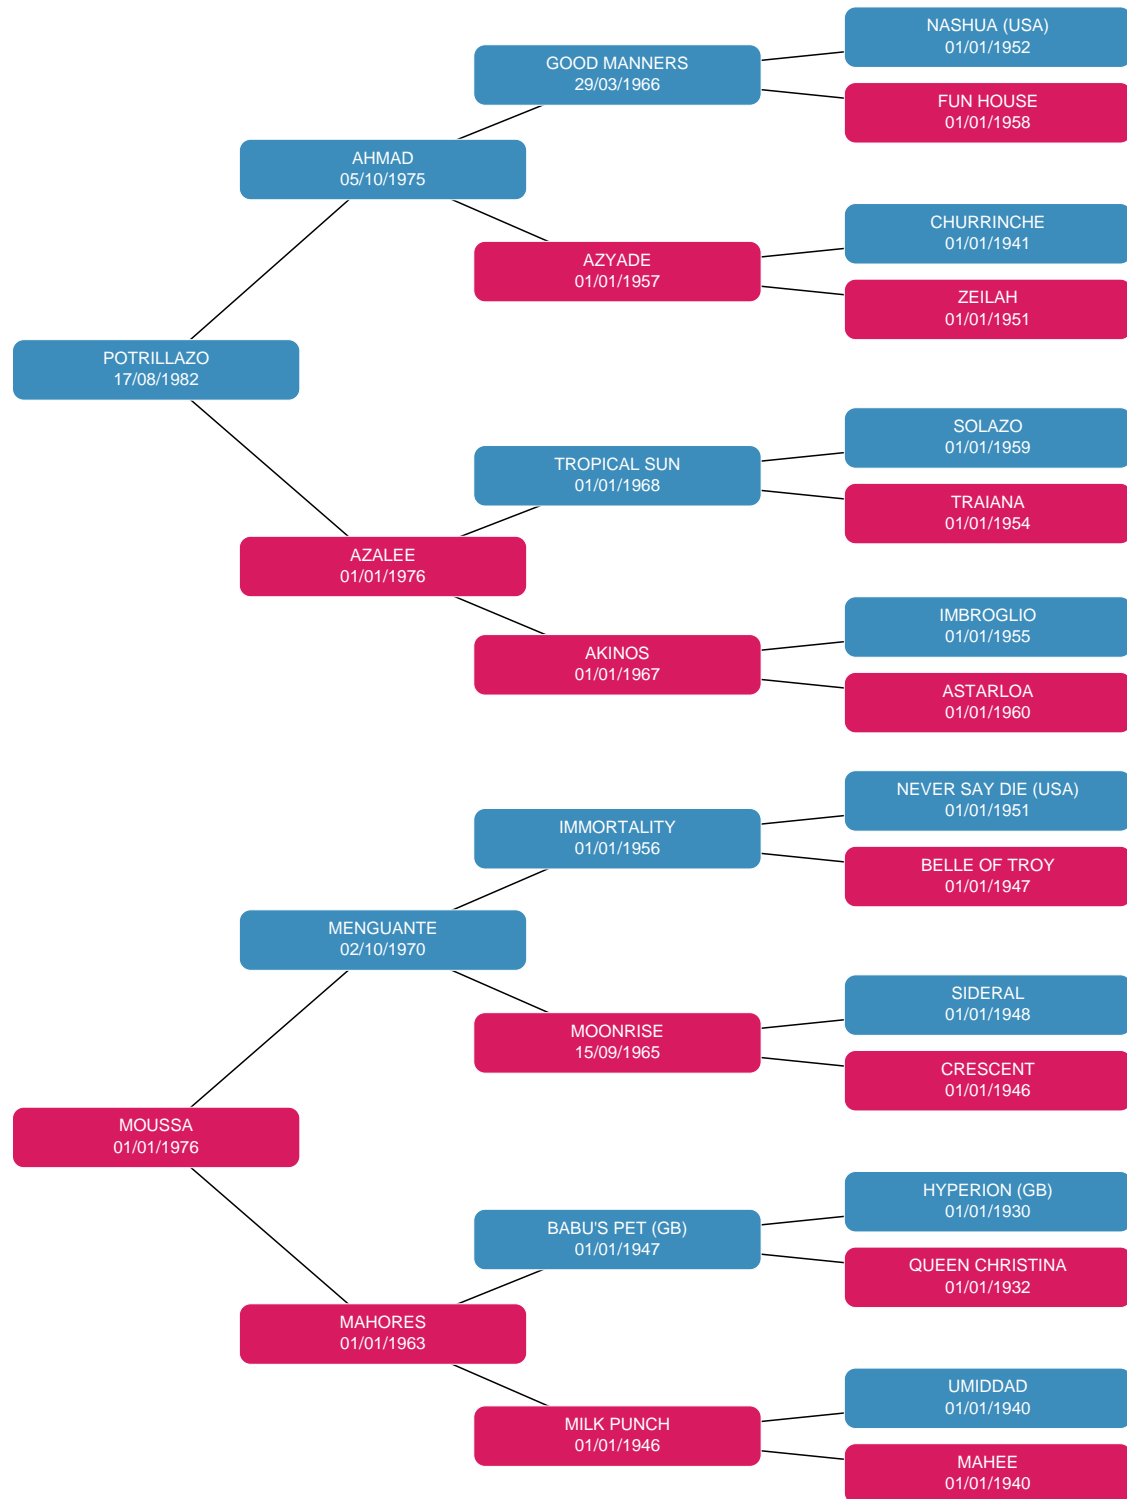 NASHUA (USA)
01/01/1952
GOOD MANNERS
29/03/1966
FUN HOUSE
01/01/1958
AHMAD
05/10/1975
CHURRINCHE
01/01/1941
AZYADE
01/01/1957
ZEILAH
01/01/1951
POTRILLAZO
17/08/1982
SOLAZO
01/01/1959
TROPICAL SUN
01/01/1968
TRAIANA
01/01/1954
AZALEE
01/01/1976
IMBROGLIO
01/01/1955
AKINOS
01/01/1967
ASTARLOA
01/01/1960
NEVER SAY DIE (USA)
01/01/1951
IMMORTALITY
01/01/1956
BELLE OF TROY
01/01/1947
MENGUANTE
02/10/1970
SIDERAL
01/01/1948
MOONRISE
15/09/1965
CRESCENT
01/01/1946
MOUSSA
01/01/1976
HYPERION (GB)
01/01/1930
BABU'S PET (GB)
01/01/1947
QUEEN CHRISTINA
01/01/1932
MAHORES
01/01/1963
UMIDDAD
01/01/1940
MILK PUNCH
01/01/1946
MAHEE
01/01/1940